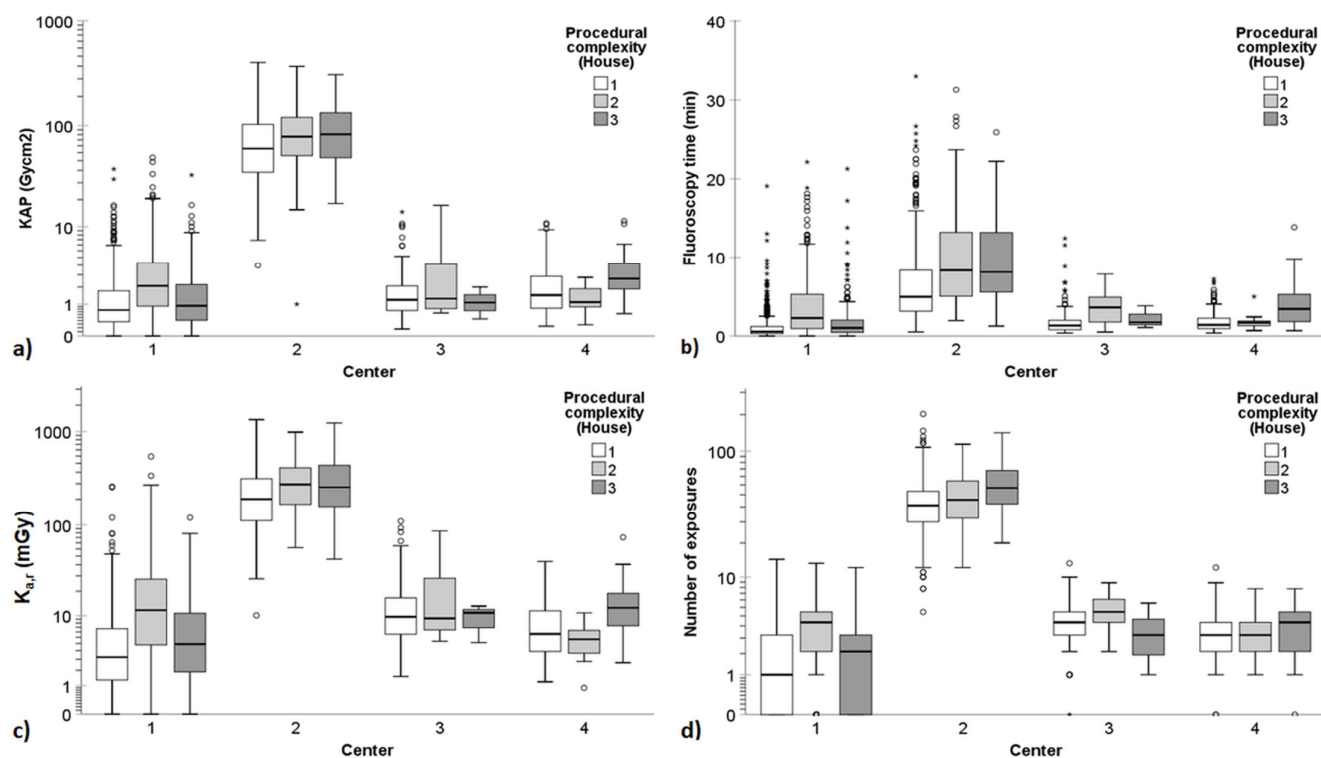 1000
100
10
1
0
KAP (Gycm2)
Procedural
complexity
(House)
1
2
3
1 2 3 4
Center
a)
40
30
20
10
0
Fluoroscopy time (min)
Procedural
complexity
(House)
1
2
3
1 2 3 4
Center
b)
1000
100
10
1
0
Ka,r (mGy)
Procedural
complexity
(House)
1
2
3
1 2 3 4
Center
c)
100
10
1
0
Number of exposures
Procedural
complexity
(House)
1
2
3
1 2 3 4
Center
d)